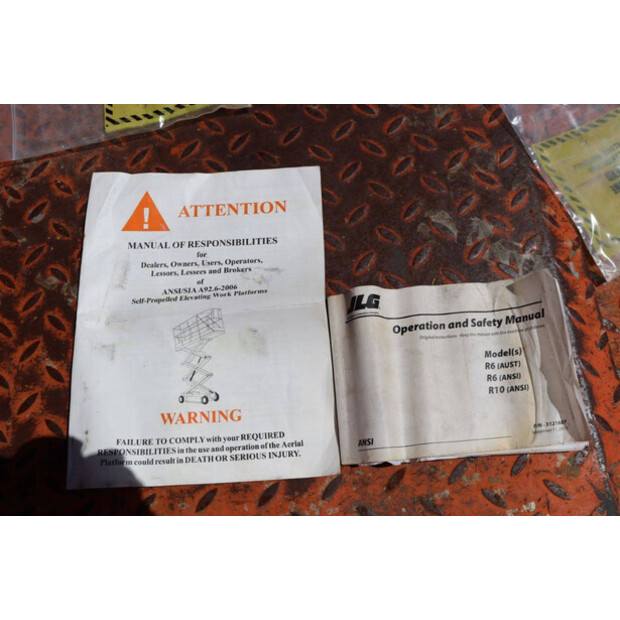 ATTENTION
MANUAL OF RESPONSIBILITIES
for
Dealers, Owners, Users, Operators,
Lessors, Lessees and Brokers
of
ANSI/SIA A92.6-2006
Self-Propelled Elevating Work Platforms
WARNING
FAILURE TO COMPLY with your REQUIRED
RESPONSIBILITIES in the use and operation of the Aerial
Platform could result in DEATH OR SERIOUS INJURY.
JLG
Operation and Safety Manual
Model(s)
R6 (AUST)
R6 (ANSI)
R10 (ANSI)
ANSI